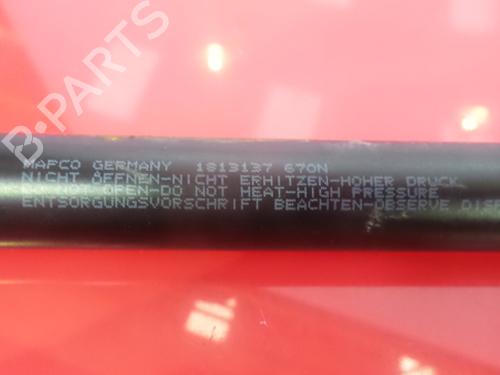 B-PARTS
MAPCO GERMANY 1813137 670N
NICHT ÖFFNEN-NICHT ERHITZEN-HOHER DRUCK
NOT OPEN-DO NOT HEAT-HIGH PRESSURE
ENTSORGUNGSVORSCHRIFT BEACHTEN-OBSERVE DISP